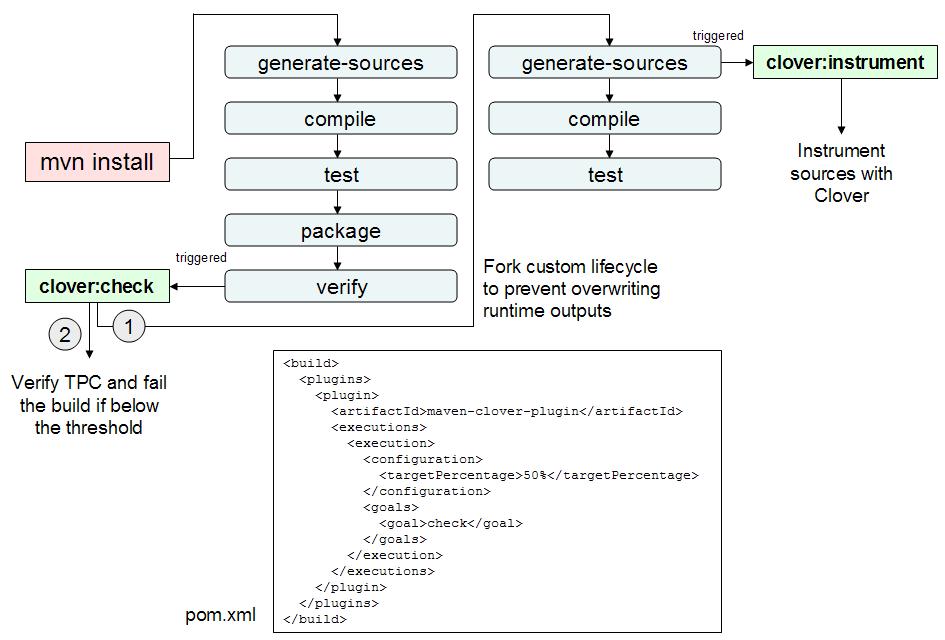 triggered
generate-sources
generate-sources
clover:instrument
compile
compile
mvn install
test
test
Instrument
sources with
Clover
package
triggered
clover:check
verify
Fork custom lifecycle
to prevent overwriting
runtime outputs
1
2
Verify TPC and fail
the build if below
the threshold
<build>
  <plugins>
    <plugin>
      <artifactId>maven-clover-plugin</artifactId>
      <executions>
        <execution>
          <configuration>
            <targetPercentage>50%</targetPercentage>
          </configuration>
          <goals>
            <goal>check</goal>
          </goals>
        </execution>
      </executions>
    </plugin>
  </plugins>
</build>
pom.xml